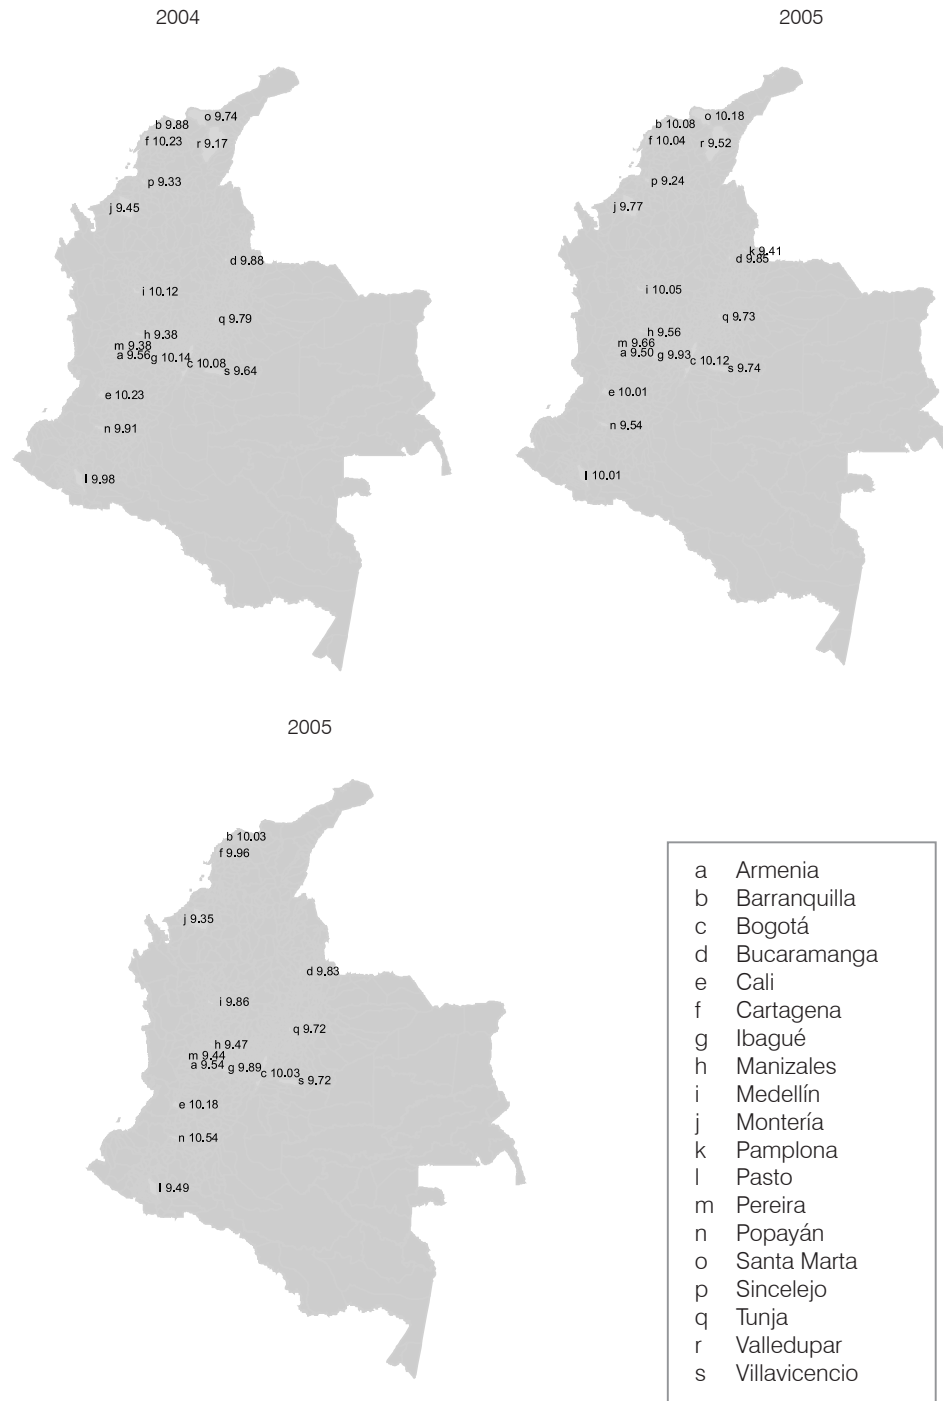 2004
o 9.74
b 9.88
f 10.23
r 9.17
p 9.33
j 9.45
d 9.88
i 10.12
q 9.79
h 9.38
m 9.38
a 9.56
g 10.14
c 10.08
s 9.64
e 10.23
n 9.91
l 9.98
2005
o 10.18
b 10.08
f 10.04
r 9.52
p 9.24
j 9.77
k 9.41
d 9.85
i 10.05
q 9.73
h 9.56
m 9.66
a 9.50
g 9.93
c 10.12
s 9.74
e 10.01
n 9.54
l 10.01
2005
b 10.03
f 9.96
j 9.35
d 9.83
i 9.86
q 9.72
h 9.47
m 9.44
a 9.54
g 9.89
c 10.03
s 9.72
e 10.18
n 10.54
l 9.49
a Armenia
b Barranquilla
c Bogotá
d Bucaramanga
e Cali
f Cartagena
g Ibagué
h Manizales
i Medellín
j Montería
k Pamplona
l Pasto
m Pereira
n Popayán
o Santa Marta
p Sincelejo
q Tunja
r Valledupar
s Villavicencio